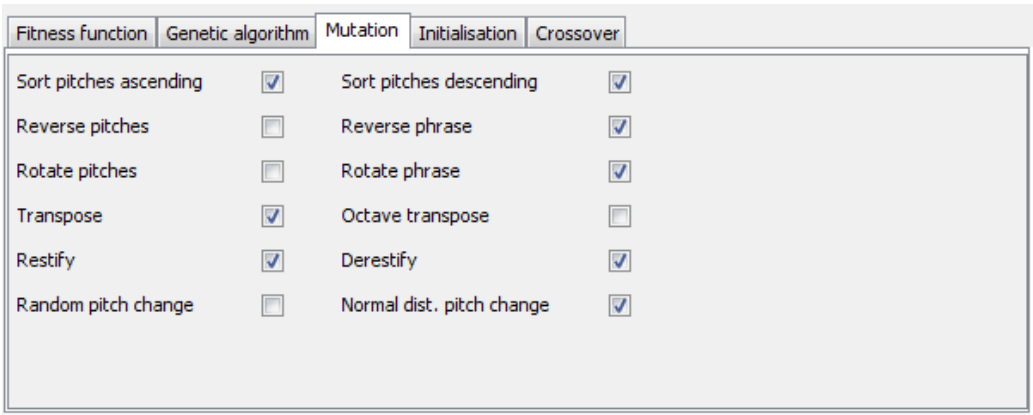 Fitness function Genetic algorithm Mutation Initialisation Crossover
Sort pitches ascending Sort pitches descending
Reverse pitches Reverse phrase
Rotate pitches Rotate phrase
Transpose Octave transpose
Restify Derestify
Random pitch change Normal dist. pitch change